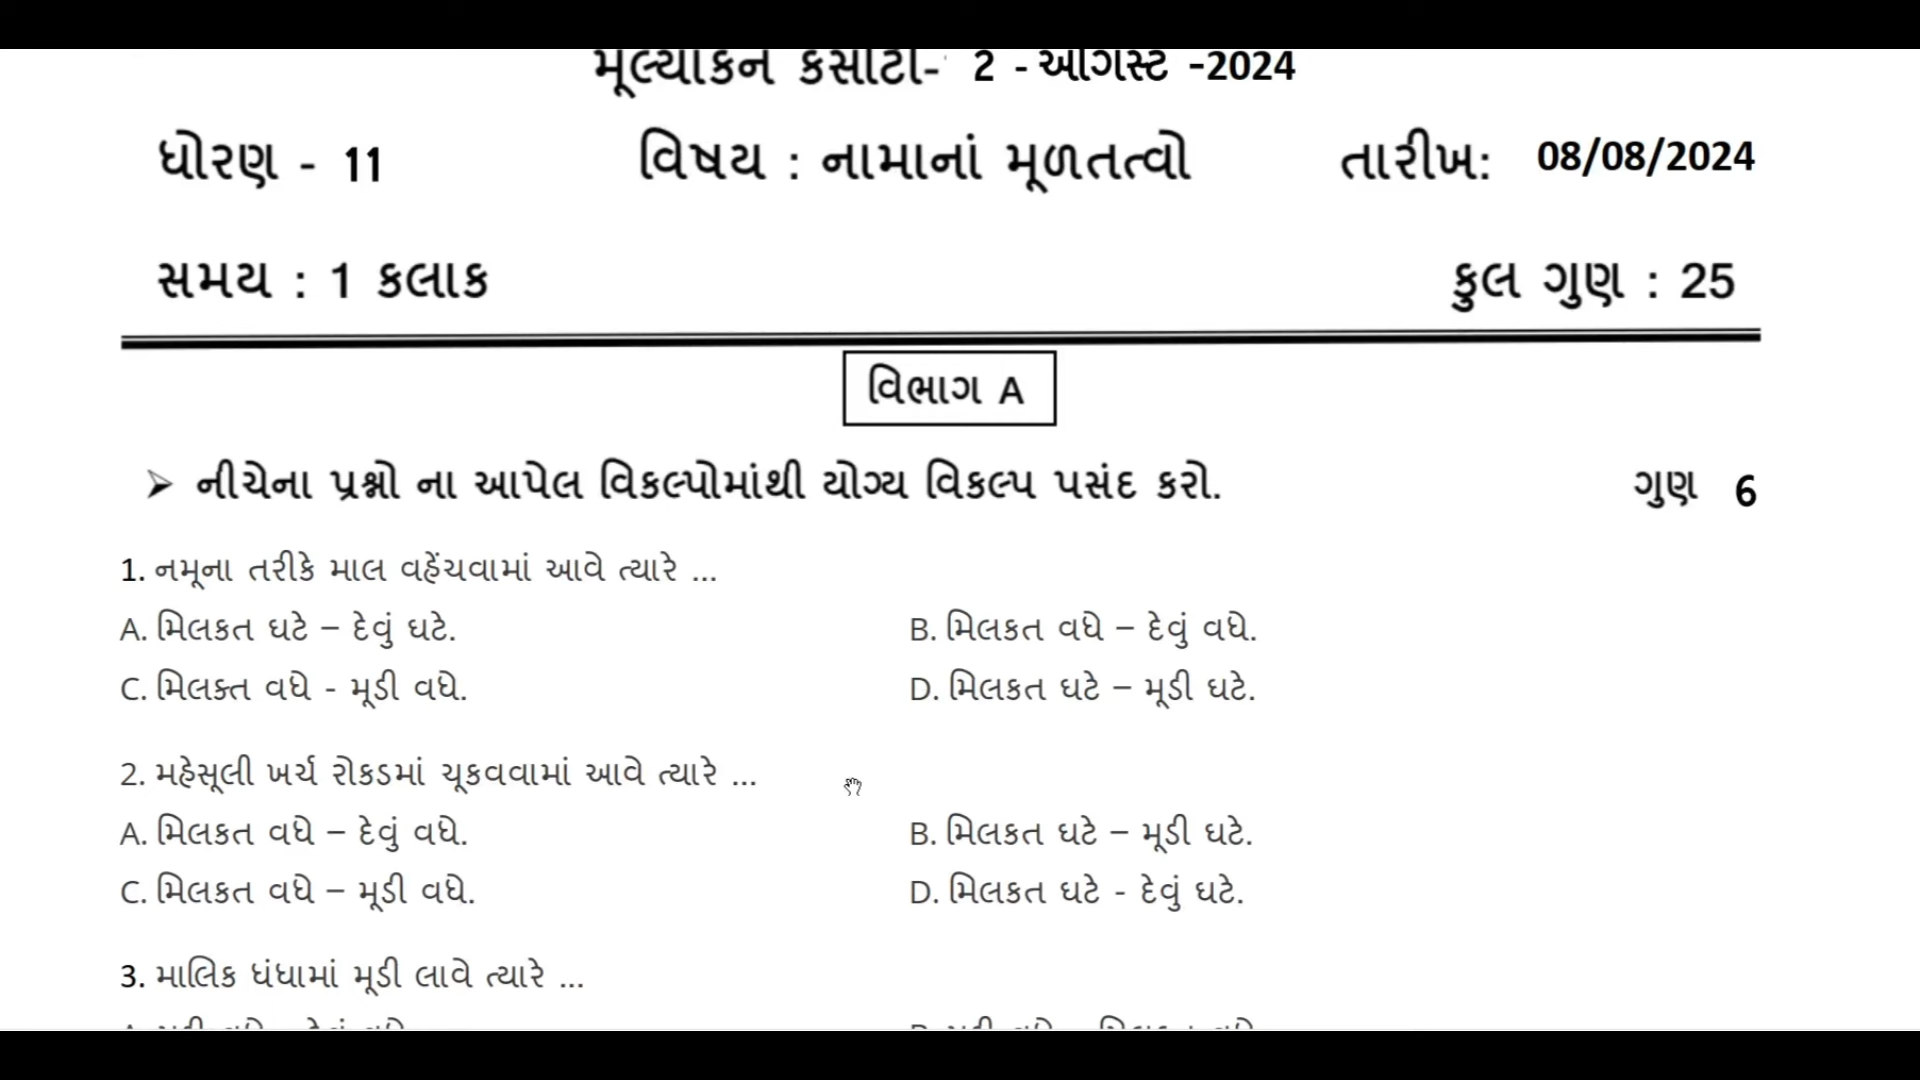 મૂલ્યાંકન કસોટી- 2 - ઓગસ્ટ -2024
ધોરણ - 11 વિષય : નામાનાં મૂળતત્વો તારીખ: 08/08/2024
સમય : 1 કલાક કુલ ગુણ : 25
વિભાગ A
➢ નીચેના પ્રશ્નો ના આપેલ વિકલ્પોમાંથી યોગ્ય વિકલ્પ પસંદ કરો. ગુણ 6
1. નમૂના તરીકે માલ વહેંચવામાં આવે ત્યારે ...
A. મિલકત ઘટે – દેવું ઘટે. B. મિલકત વધે – દેવું વધે.
C. મિલક્ત વધે - મૂડી વધે. D. મિલકત ઘટે – મૂડી ઘટે.
2. મહેસૂલી ખર્ચ રોકડમાં ચૂકવવામાં આવે ત્યારે ...
A. મિલકત વધે – દેવું વધે. B. મિલકત ઘટે – મૂડી ઘટે.
C. મિલકત વધે – મૂડી વધે. D. મિલકત ઘટે - દેવું ઘટે.
3. માલિક ધંધામાં મૂડી લાવે ત્યારે ...